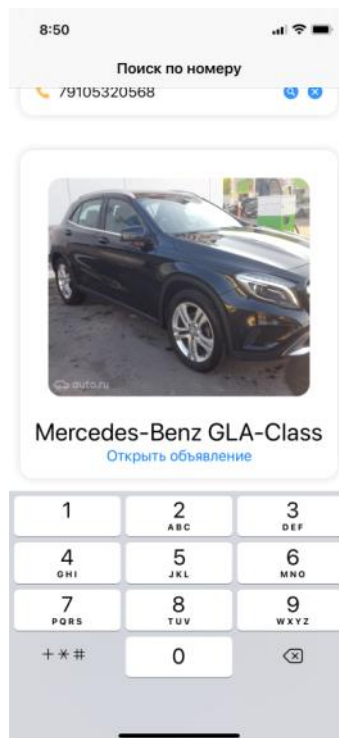 8:50
Поиск по номеру
79105320568
auto.ru
Mercedes-Benz GLA-Class
Открыть объявление
1
2
ABC
3
DEF
4
GHI
5
JKL
6
MNO
7
PQRS
8
TUV
9
WXYZ
+*#
0